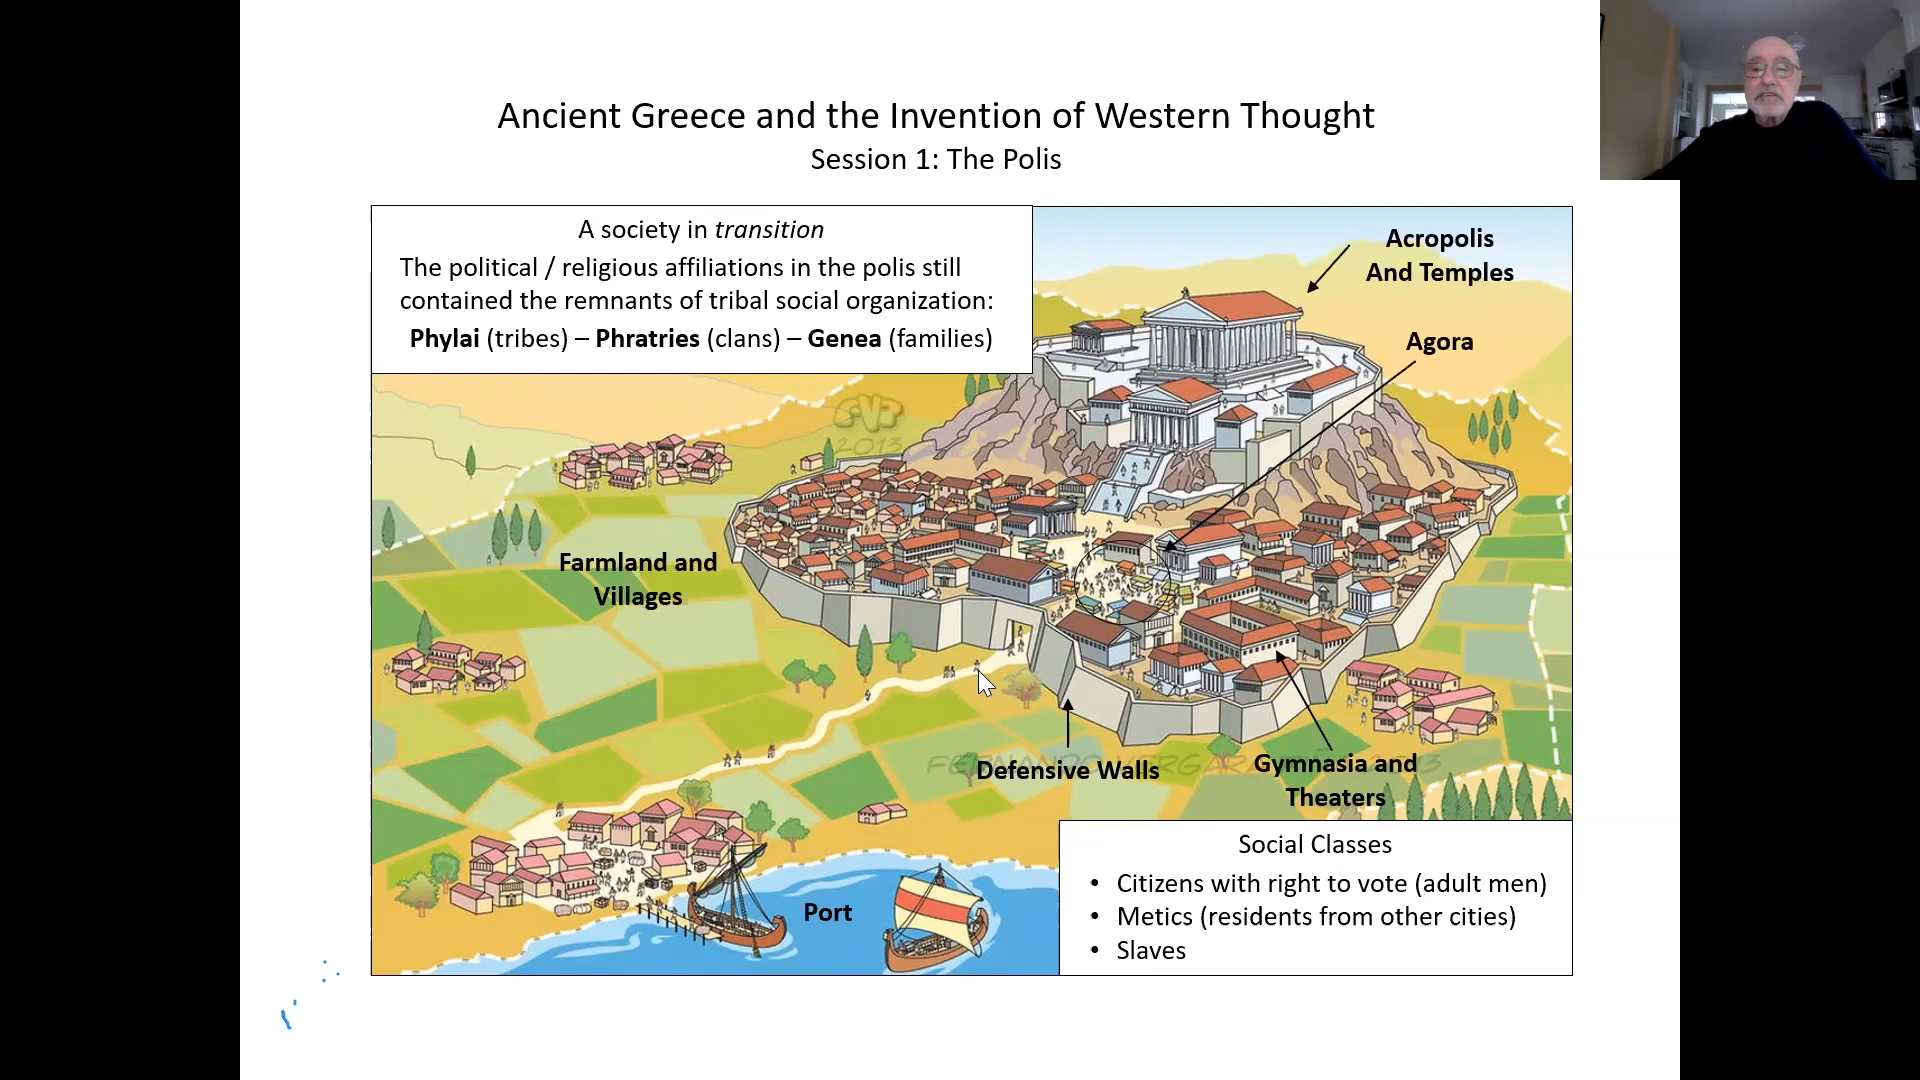 Ancient Greece and the Invention of Western Thought
Session 1: The Polis
A society in transition
The political / religious affiliations in the polis still
contained the remnants of tribal social organization:
Phylai (tribes) – Phratries (clans) – Genea (families)
Acropolis
And Temples
Agora
2013
Farmland and
Villages
Defensive Walls
Gymnasia and
Theaters
Port
Social Classes
• Citizens with right to vote (adult men)
• Metics (residents from other cities)
• Slaves